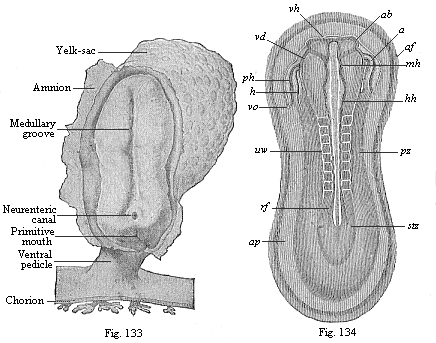 Yelk-sac
Amnion
Medullary
groove
Neurenteric
canal
Primitive
mouth
Ventral
pedicle
Chorion
Fig. 133
vh
ab
vd
a
af
mh
ph
h
hh
vo
uw
pz
rf
stz
ap
Fig. 134